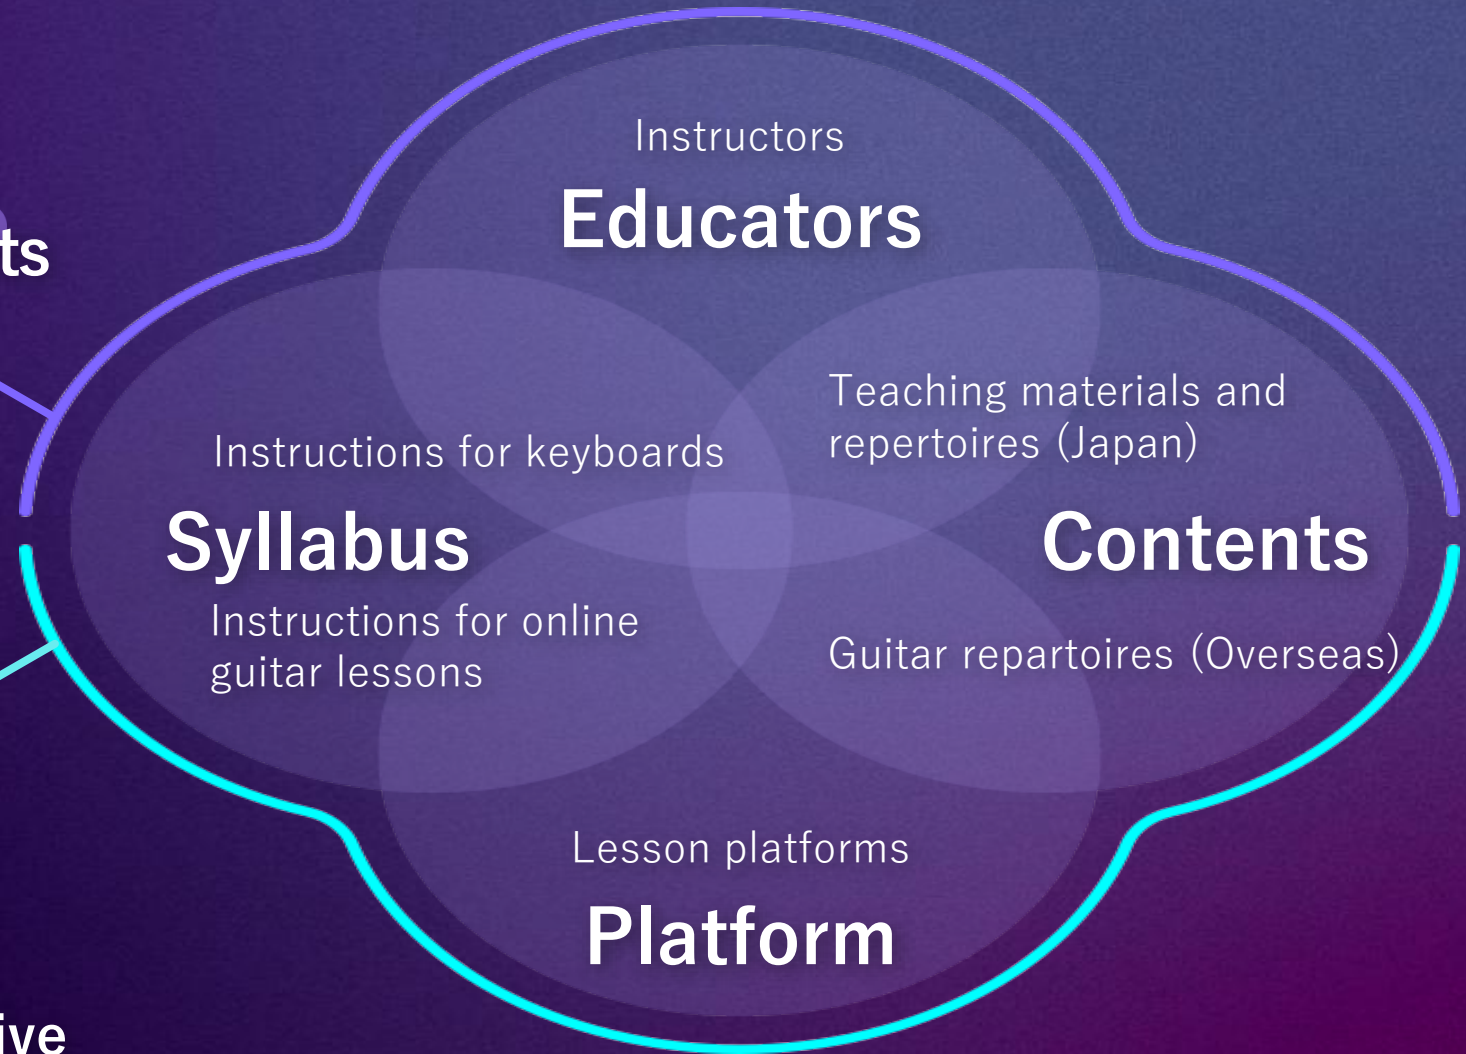 Instructors
Educators
ts
Teaching materials and
repertoires (Japan)
Instructions for keyboards
Syllabus
Contents
Instructions for online
guitar lessons
Guitar repartoires (Overseas)
Lesson platforms
Platform
ive